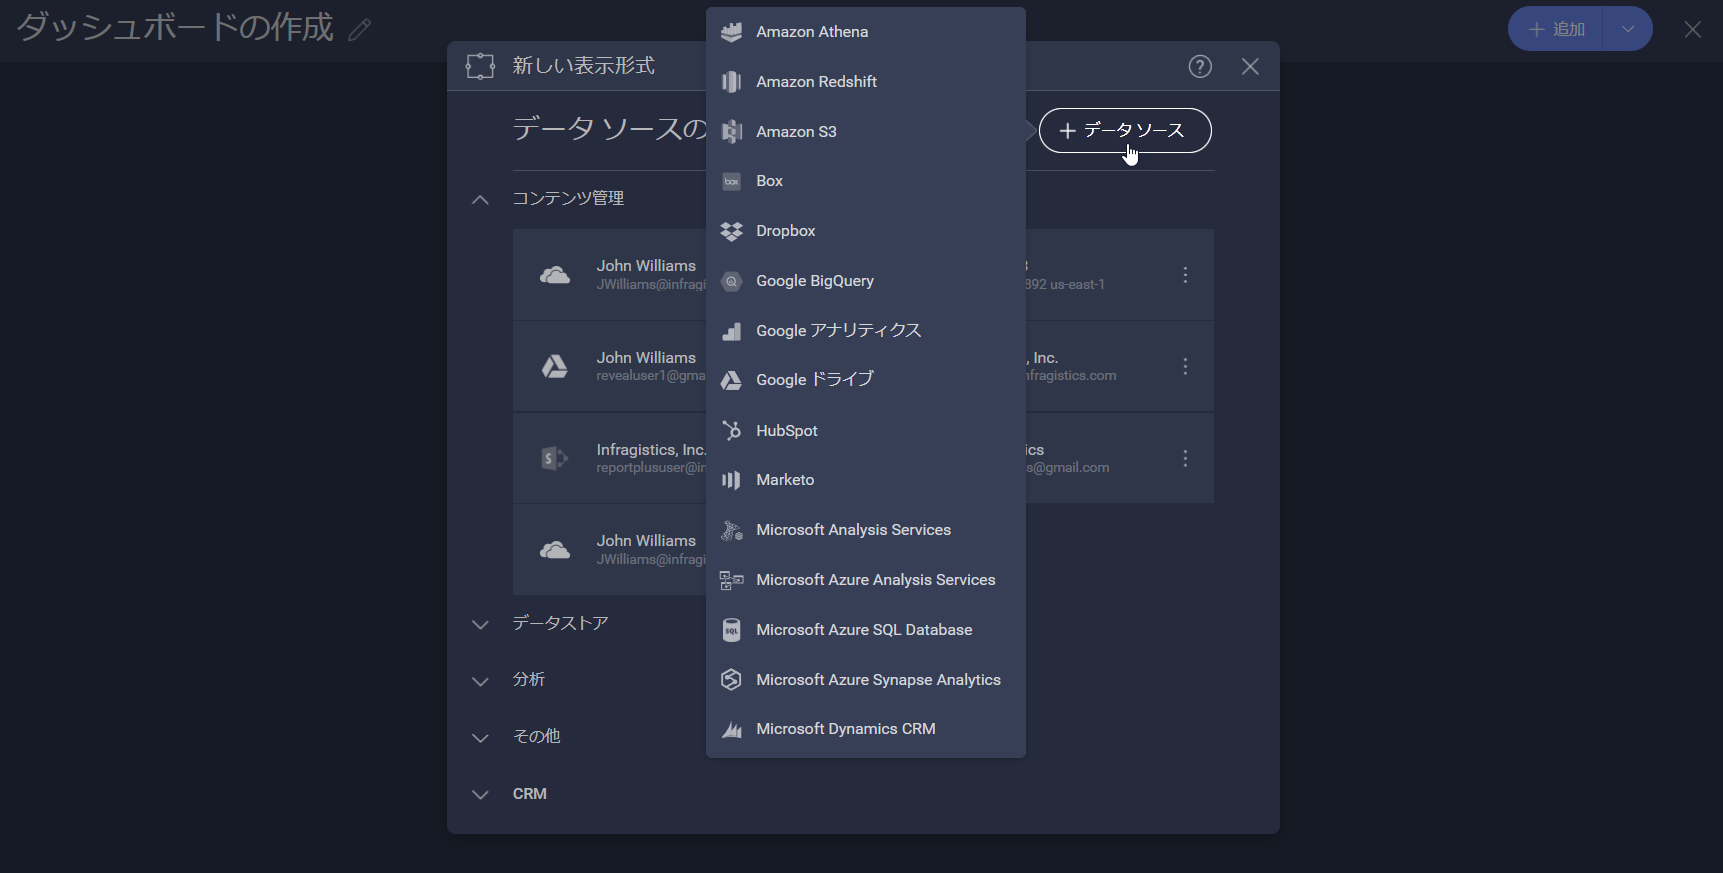 ダッシュボードの作成
追加
新しい表示形式
データ ソースの
データ ソース
コンテンツ管理
John Williams
JWilliams@infragi
892 us-east-1
John Williams
revealuser1@gma
, Inc.
nfragistics.com
Infragistics, Inc.
reportplususer@in
ics
s@gmail.com
John Williams
JWilliams@infragi
データストア
分析
その他
CRM
Amazon Athena
Amazon Redshift
Amazon S3
Box
Dropbox
Google BigQuery
Google アナリティクス
Google ドライブ
HubSpot
Marketo
Microsoft Analysis Services
Microsoft Azure Analysis Services
Microsoft Azure SQL Database
Microsoft Azure Synapse Analytics
Microsoft Dynamics CRM